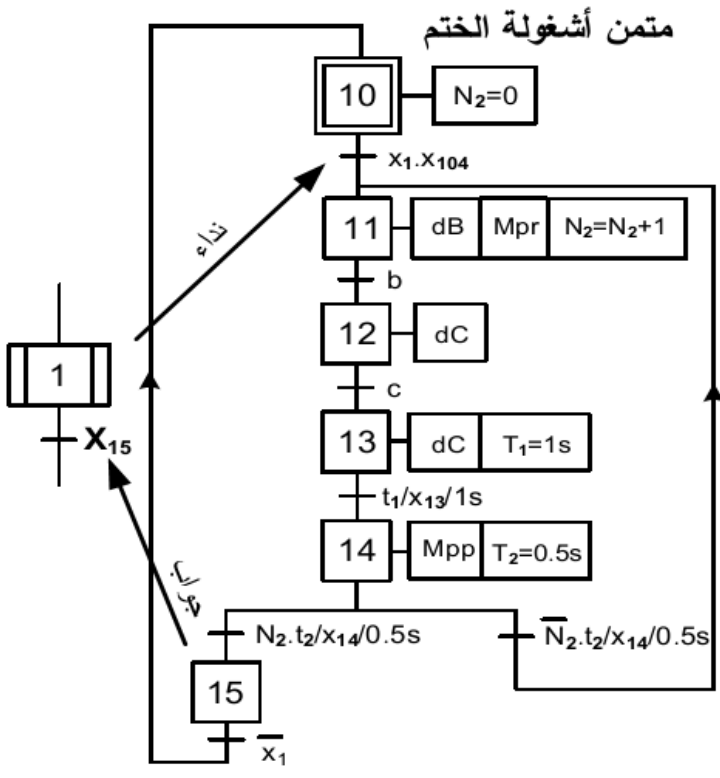 متمن أشغولة الختم
10 N₂=0
x₁.x₁₀₄
11 dB Mpr N₂=N₂+1
نداء
b
12 dC
1
c
X₁₅
13 dC T₁=1s
t₁/x₁₃/1s
14 Mpp T₂=0.5s
جواب
N₂.t₂/x₁₄/0.5s N̅₂.t₂/x₁₄/0.5s
15
x̅₁